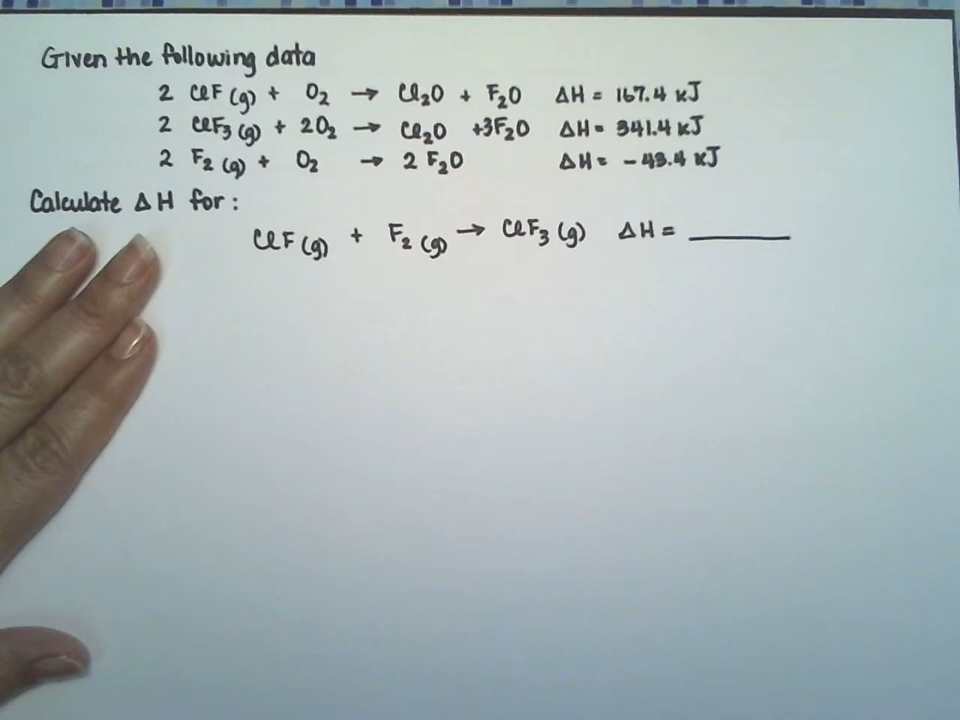 Given the following data
2 ClF (g) + O₂ → Cl₂O + F₂O ΔH = 167.4 kJ
2 ClF₃ (g) + 2O₂ → Cl₂O +3F₂O ΔH = 341.4 kJ
2 F₂ (g) + O₂ → 2 F₂O ΔH = -43.4 kJ
Calculate ΔH for :
ClF (g) + F₂ (g) → ClF₃ (g) ΔH = ______